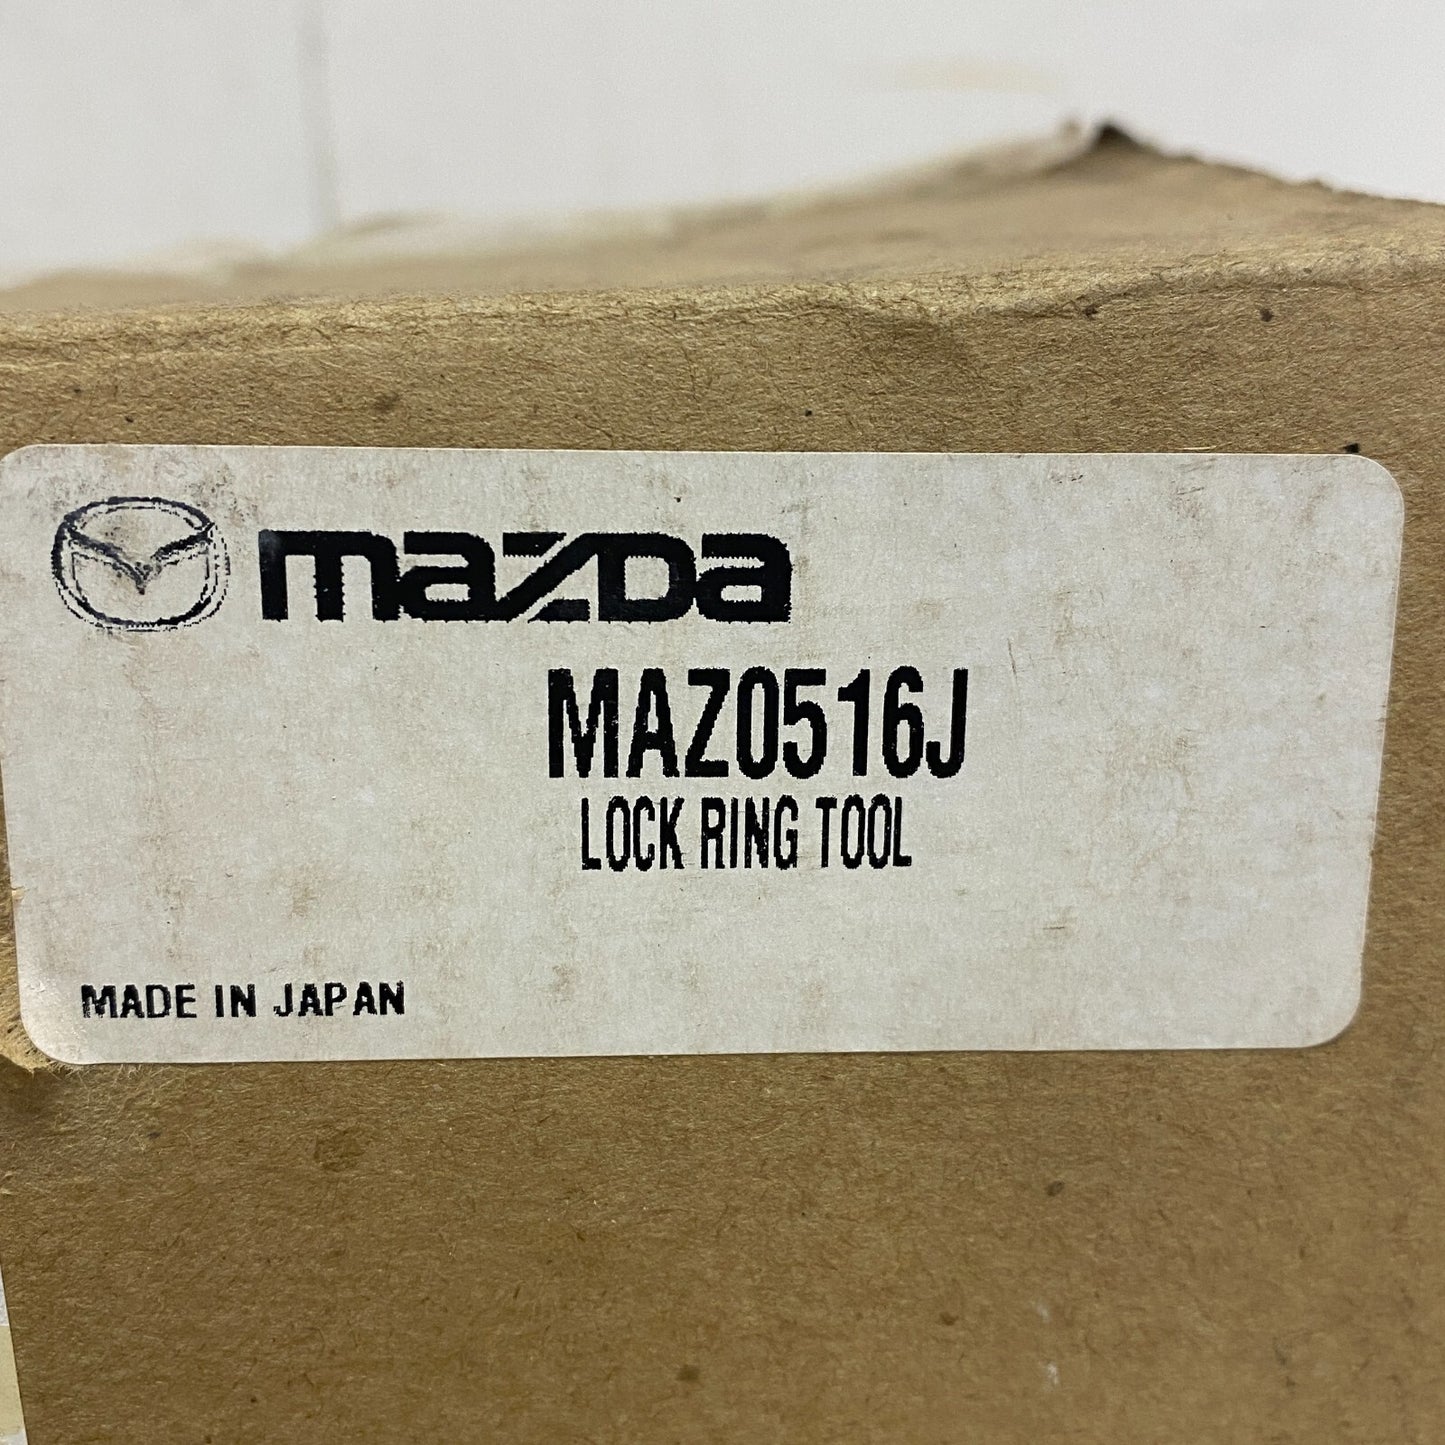 mazda
MAZ0516J
LOCK RING TOOL
MADE IN JAPAN